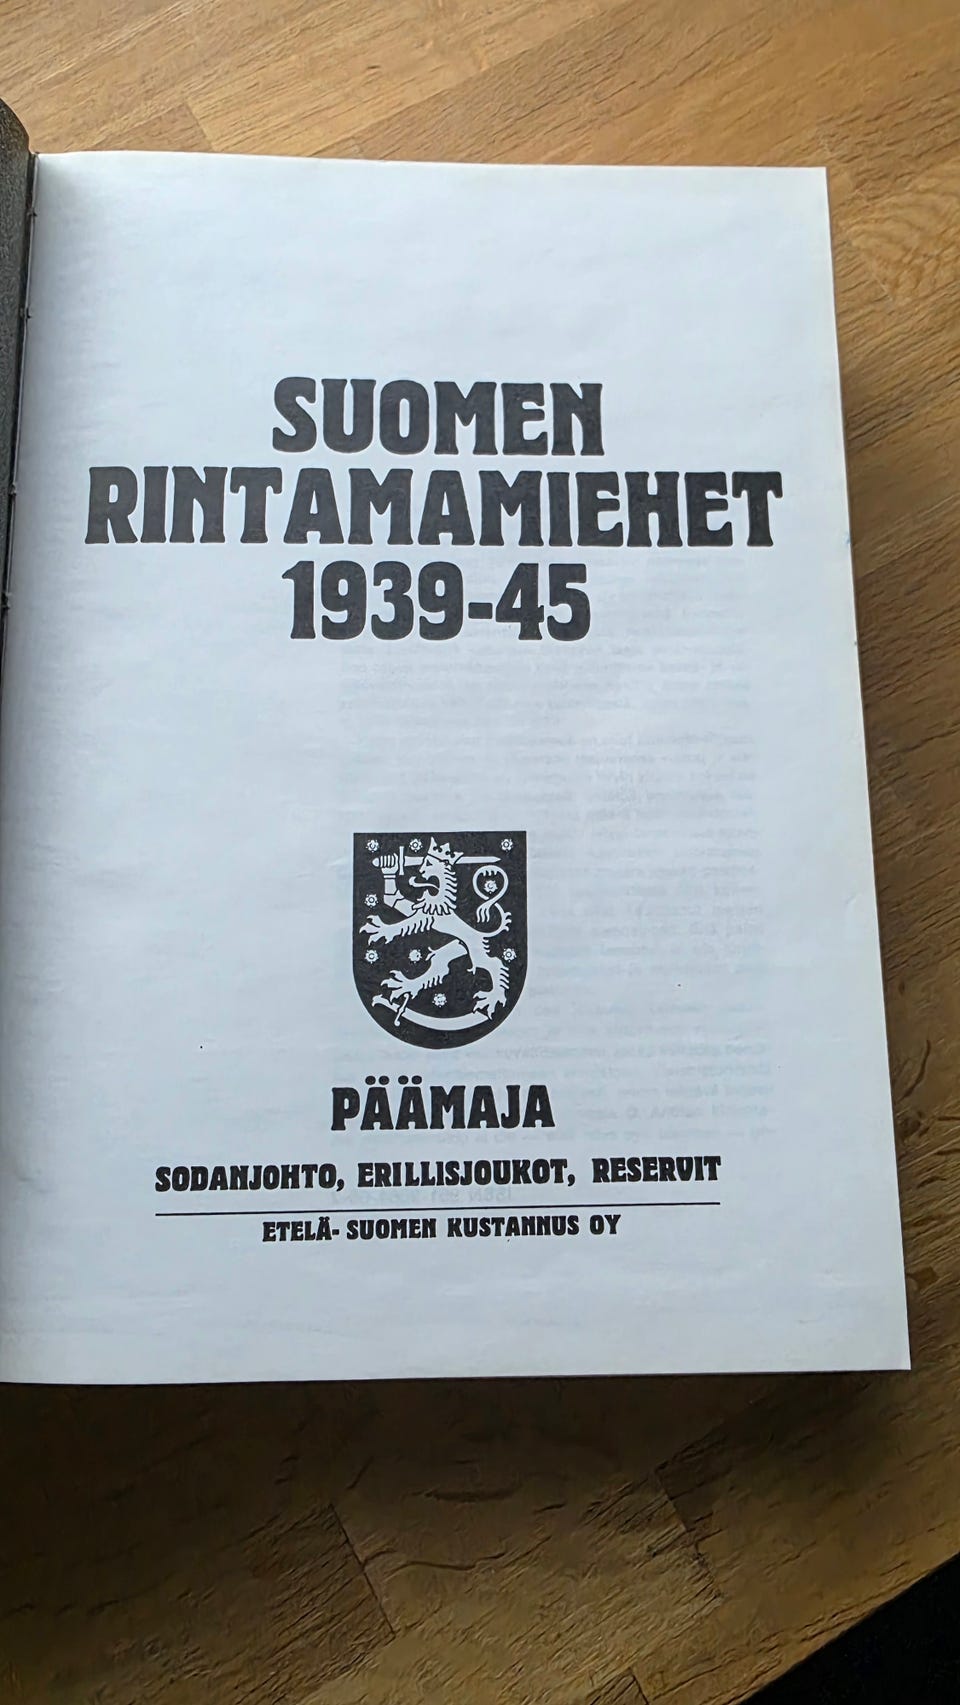 SUOMEN
RINTAMAMIEHET
1939-45
PÄÄMAJA
SODANJOHTO, ERILLISJOUKOT, RESERVIT
ETELÄ- SUOMEN KUSTANNUS OY